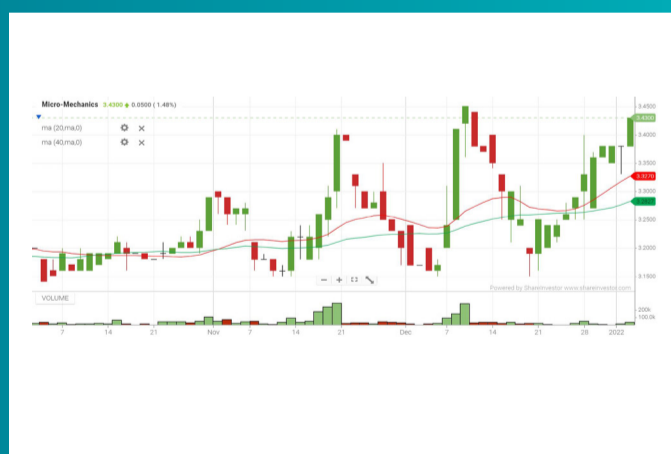 Micro-Mechanics 3.4300 0.0500 ( 1.48%)
ma (20,ma,0)
ma (40,ma,0)
3.4500
3.4300
3.4000
3.3270
3.3000
3.2500
3.2000
3.1500
Powered by ShareInvestor www.shareinvestor.com
VOLUME
200k
100.0k
7 14 21 Nov 7 14 21 Dec 7 14 21 28 2022